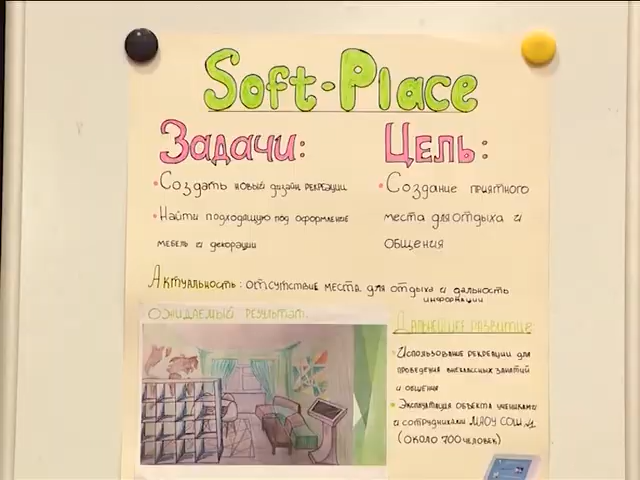 Soft-Place
Задачи:
• Создать новый дизайн рекреации
• Найти подходящую под оформление
мебель и декорации
Цель:
• Создание приятного
места для отдыха и
общения
Актуальность: отсутствие места для отдыха и дальность
информации
Ожидаемый результат:
Дальнейшее развитие:
• Использование рекреации для
проведения внеклассных занятий
и общения
• Эксплуатация объекта учениками
и сотрудниками МАОУ СОШ 1
(около 700 человек)